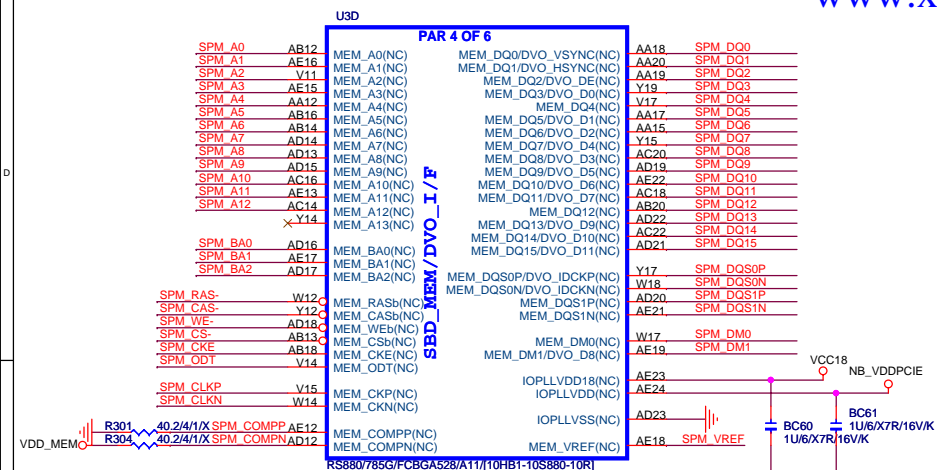 U3D
PAR 4 OF 6
SPM_A0 AB12 MEM_A0(NC) MEM_DQ0/DVO_VSYNC(NC) AA18 SPM_DQ0
SPM_A1 AE16 MEM_A1(NC) MEM_DQ1/DVO_HSYNC(NC) AA20 SPM_DQ1
SPM_A2 V11 MEM_A2(NC) MEM_DQ2/DVO_DE(NC) AA19 SPM_DQ2
SPM_A3 AE15 MEM_A3(NC) MEM_DQ3/DVO_D0(NC) Y19 SPM_DQ3
SPM_A4 AA12 MEM_A4(NC) MEM_DQ4(NC) V17 SPM_DQ4
SPM_A5 AB16 MEM_A5(NC) MEM_DQ5/DVO_D1(NC) AA17 SPM_DQ5
SPM_A6 AB14 MEM_A6(NC) MEM_DQ6/DVO_D2(NC) AA15 SPM_DQ6
SPM_A7 AD14 MEM_A7(NC) MEM_DQ7/DVO_D4(NC) Y15 SPM_DQ7
SPM_A8 AD13 MEM_A8(NC) MEM_DQ8/DVO_D3(NC) AC20 SPM_DQ8
SPM_A9 AD15 MEM_A9(NC) MEM_DQ9/DVO_D5(NC) AD19 SPM_DQ9
SPM_A10 AC16 MEM_A10(NC) MEM_DQ10/DVO_D6(NC) AE22 SPM_DQ10
SPM_A11 AE13 MEM_A11(NC) MEM_DQ11/DVO_D7(NC) AC18 SPM_DQ11
SPM_A12 AC14 MEM_A12(NC) MEM_DQ12(NC) AB20 SPM_DQ12
Y14 MEM_A13(NC) MEM_DQ13/DVO_D9(NC) AD22 SPM_DQ13
MEM_DQ14/DVO_D10(NC) AC22 SPM_DQ14
SPM_BA0 AD16 MEM_BA0(NC) MEM_DQ15/DVO_D11(NC) AD21 SPM_DQ15
SPM_BA1 AE17 MEM_BA1(NC)
SPM_BA2 AD17 MEM_BA2(NC) MEM_DQS0P/DVO_IDCKP(NC) Y17 SPM_DQS0P
MEM_DQS0N/DVO_IDCKN(NC) W18 SPM_DQS0N
SPM_RAS- W12 MEM_RASb(NC) MEM_DQS1P(NC) AD20 SPM_DQS1P
SPM_CAS- Y12 MEM_CASb(NC) MEM_DQS1N(NC) AE21 SPM_DQS1N
SPM_WE- AD18 MEM_WEb(NC)
SPM_CS- AB13 MEM_CSb(NC) MEM_DM0(NC) W17 SPM_DM0
SPM_CKE AB18 MEM_CKE(NC) MEM_DM1/DVO_D8(NC) AE19 SPM_DM1
SPM_ODT V14 MEM_ODT(NC)
SBD_MEM/DVO_I/F
VCC18
NB_VDDPCIE
IOPLLVDD18(NC) AE23
SPM_CLKP V15 MEM_CKP(NC) IOPLLVDD(NC) AE24
SPM_CLKN W14 MEM_CKN(NC)
IOPLLVSS(NC) AD23
BC60
1U/6/X7R/16V/K
BC61
1U/6/X7R/16V/K
R301 40.2/4/1/X SPM_COMPP AE12 MEM_COMPP(NC)
VDD_MEM R304 40.2/4/1/X SPM_COMPN AD12 MEM_COMPN(NC) MEM_VREF(NC) AE18 SPM_VREF
RS880/785G/FCBGA528/A11/[10HB1-10S880-10R]
D